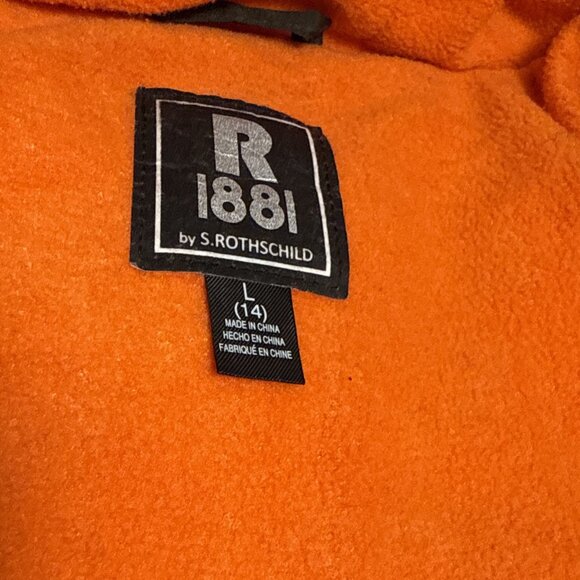 R
1881
by S.ROTHSCHILD
L
(14)
MADE IN CHINA
HECHO EN CHINA
FABRIQUÉ EN CHINE